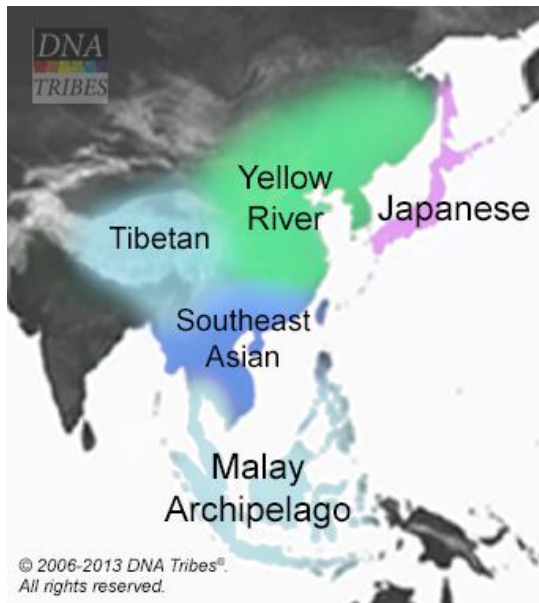 DNA
TRIBES
Yellow
River
Japanese
Tibetan
Southeast
Asian
Malay
Archipelago
© 2006-2013 DNA Tribes®.
All rights reserved.